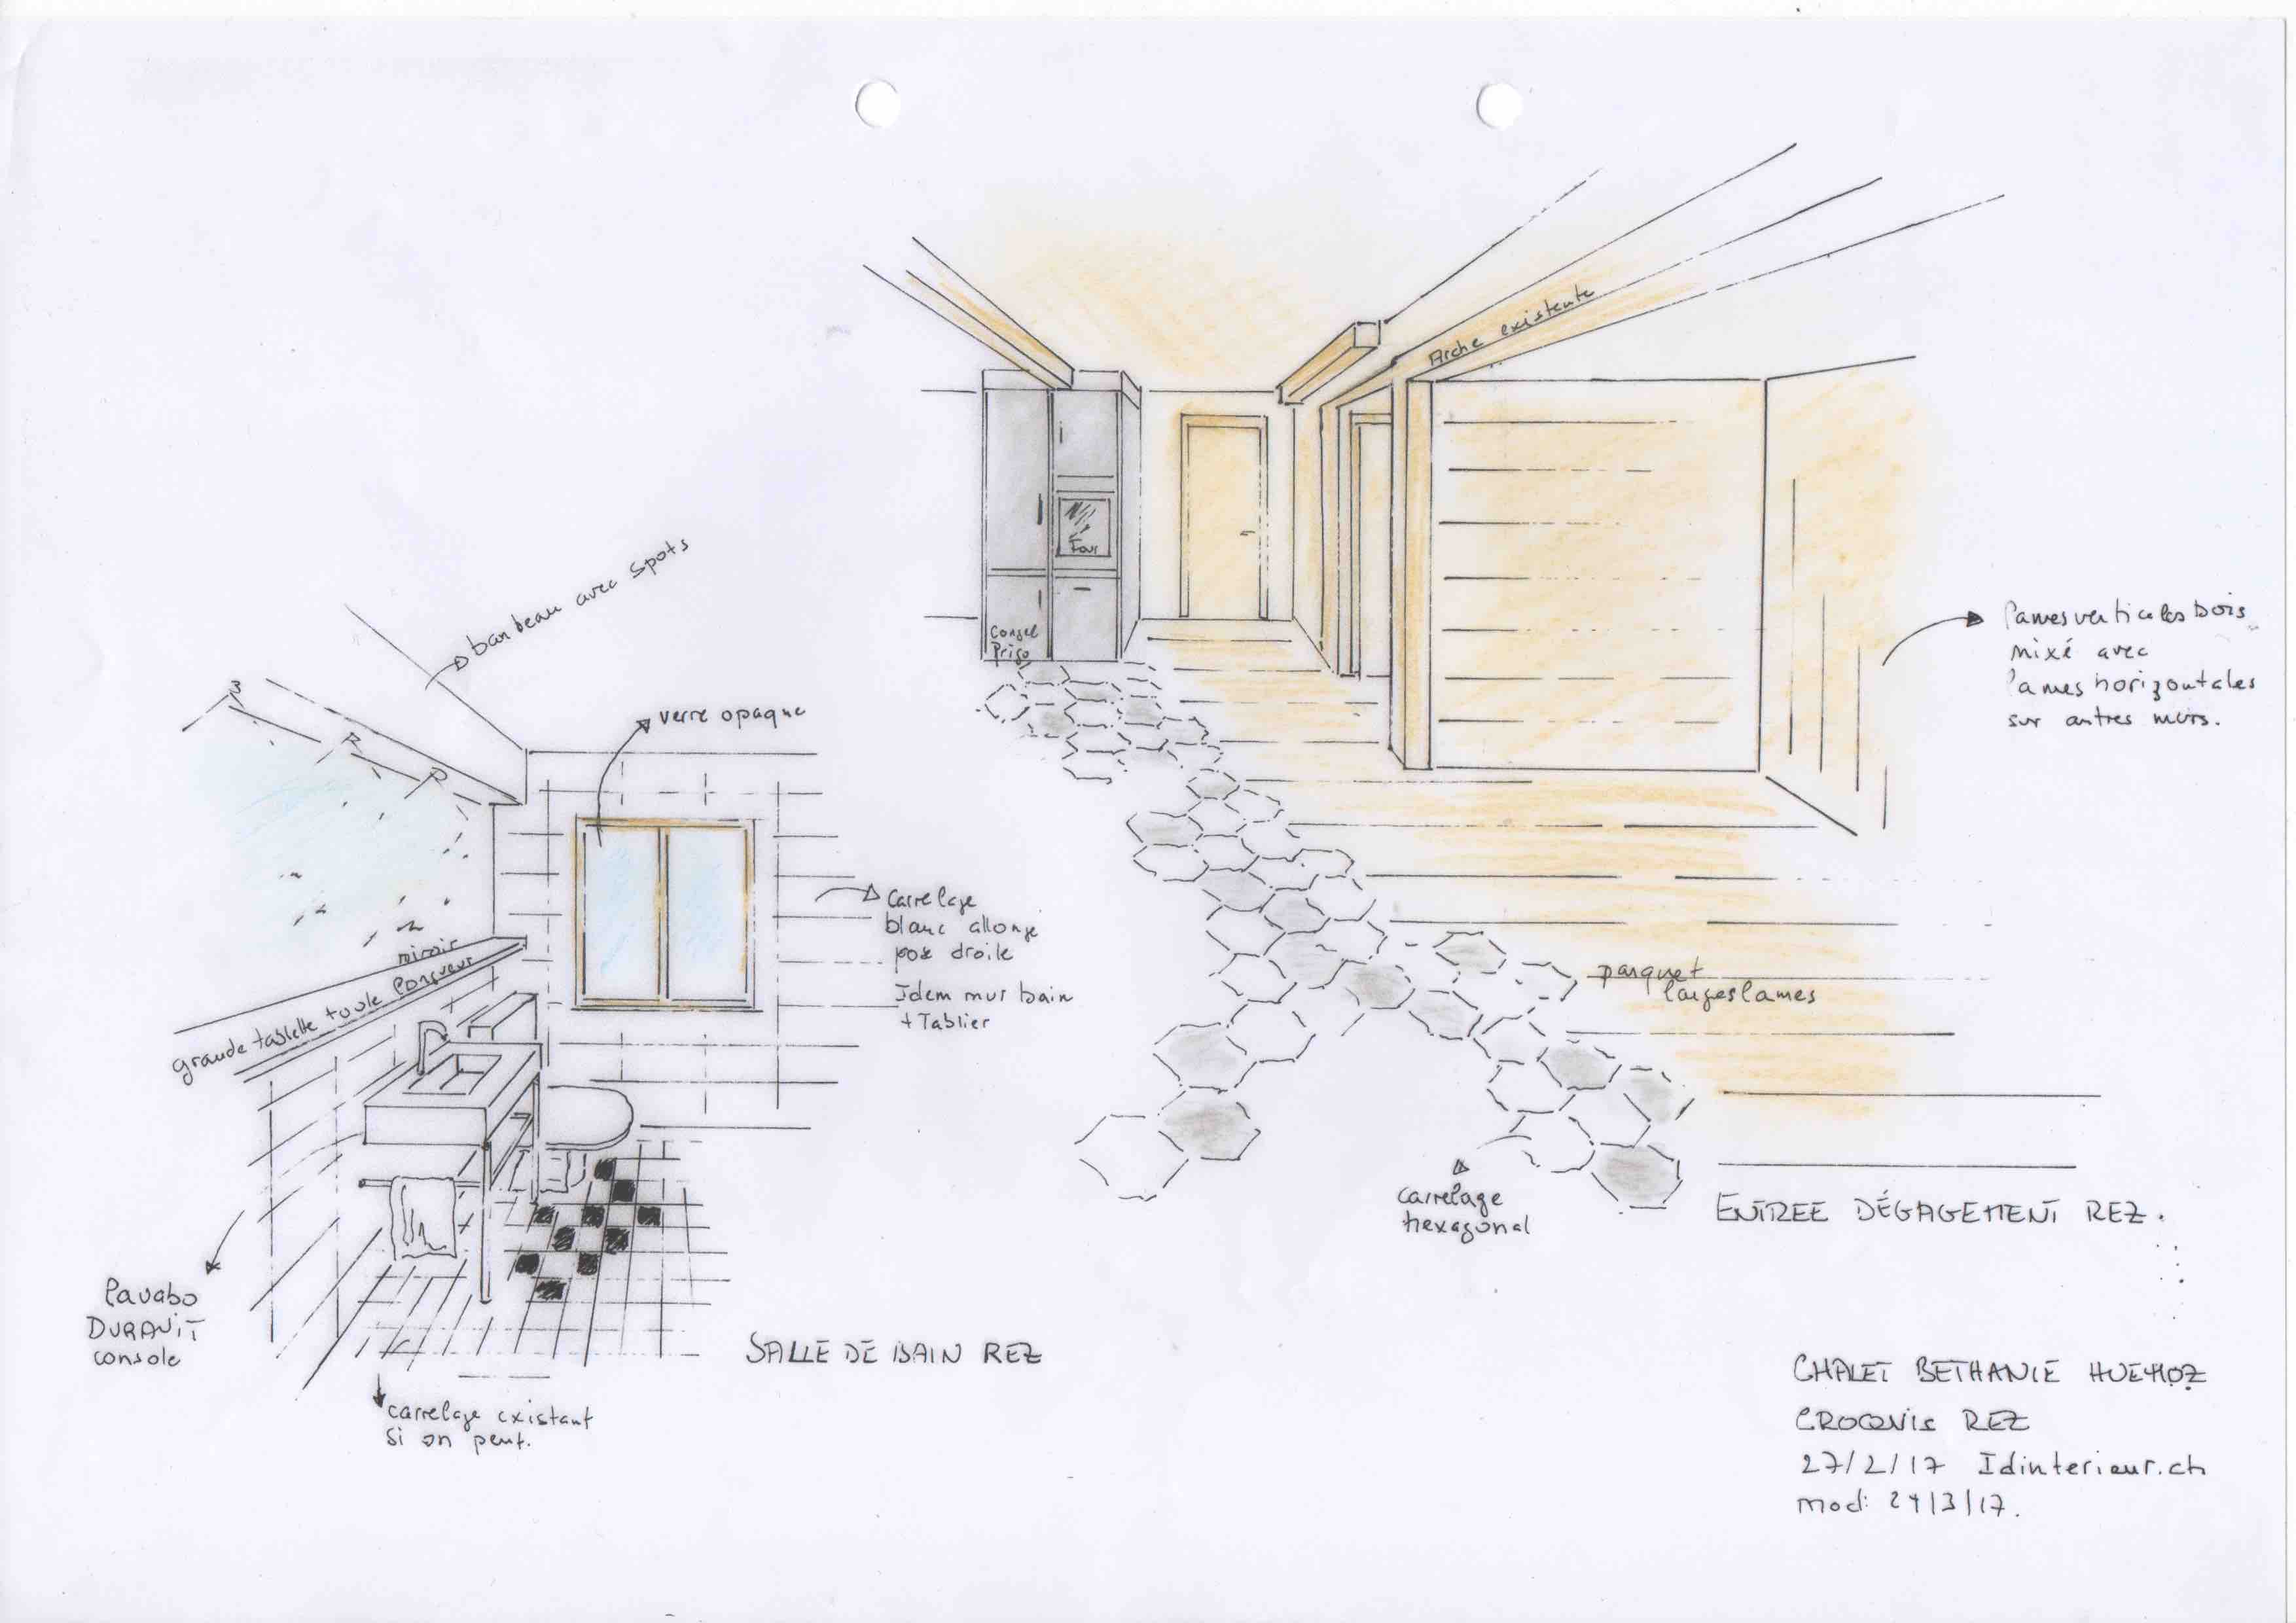 Arche existente
Four
Congel
Frigo
lames verticales bois
mixé avec
lames horizontales
sur autres murs.
parquet
larges lames
carrelage
hexagonal
ENTREE DÉGAGEMENT REZ.
bandeau avec spots
verre opaque
carrelage
blanc allonge
pose droite
Idem mur bain
+ Tablier
miroir
grande tablette toute longueur
lavabo
DURAVIT
console
carrelage existant
si on peut.
SALLE DE BAIN REZ
CHALET BETHANIE HUEMOZ
CROQUIS REZ
27/2/17 Idinterieur.ch
mod: 24/3/17.